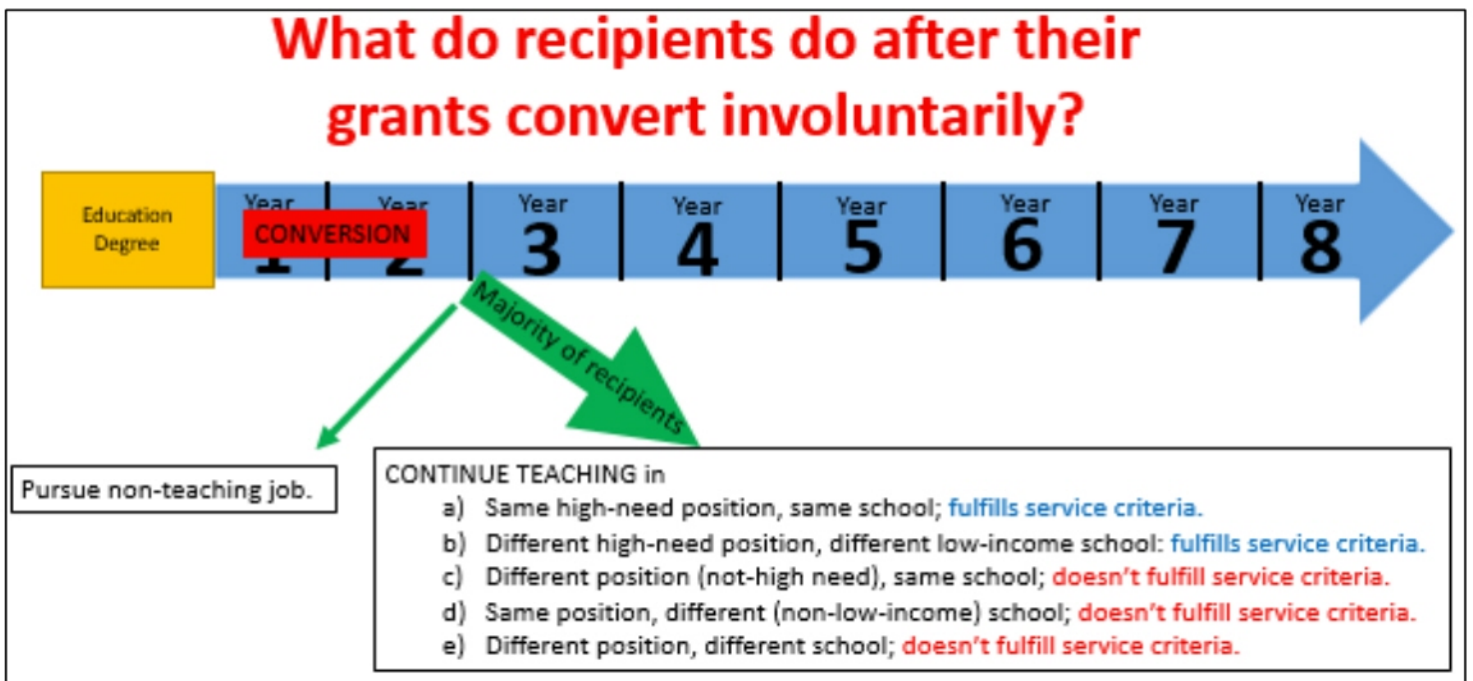 What do recipients do after their
grants convert involuntarily?
Education
Degree
Year
1
Year
2
CONVERSION
Year
3
Year
4
Year
5
Year
6
Year
7
Year
8
Majority of recipients
Pursue non-teaching job.
CONTINUE TEACHING in
a) Same high-need position, same school; fulfills service criteria.
b) Different high-need position, different low-income school: fulfills service criteria.
c) Different position (not-high need), same school; doesn't fulfill service criteria.
d) Same position, different (non-low-income) school; doesn't fulfill service criteria.
e) Different position, different school; doesn't fulfill service criteria.